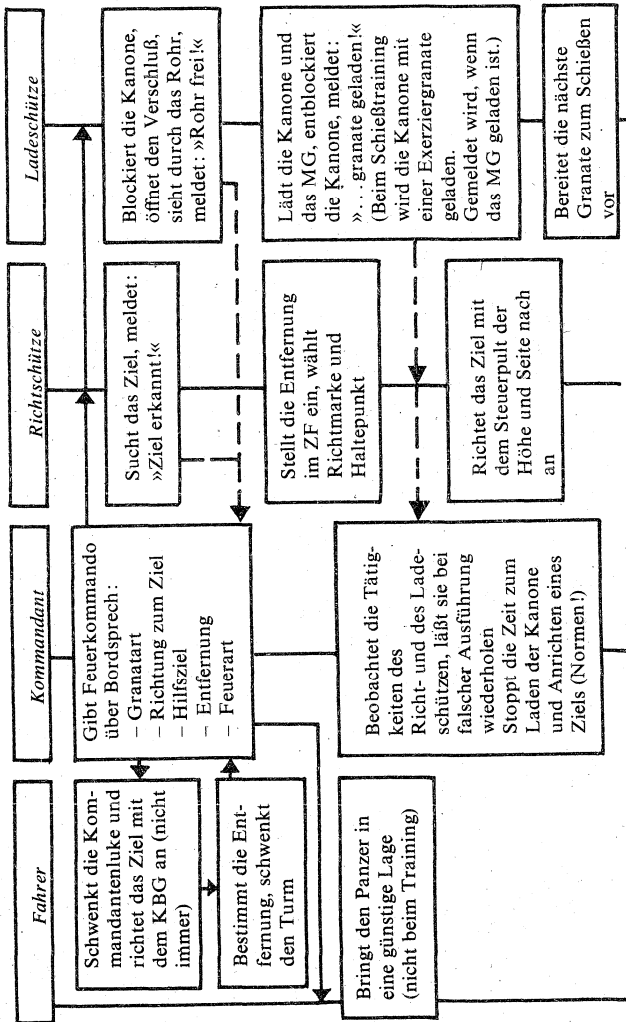 Fahrer
Kommandant
Richtschütze
Ladeschütze
Schwenkt die Kom-
mandantenluke und
richtet das Ziel mit
dem KBG an (nicht
immer)
Bestimmt die Ent-
fernung, schwenkt
den Turm
Bringt den Panzer in
eine günstige Lage
(nicht beim Training)
Gibt Feuerkommando
über Bordsprech:
– Granatart
– Richtung zum Ziel
– Hilfsziel
– Entfernung
– Feuerart
Beobachtet die Tätig-
keiten des
Richt- und des Lade-
schützen, läßt sie bei
falscher Ausführung
wiederholen
Stoppt die Zeit zum
Laden der Kanone
und Anrichten eines
Ziels (Normen!)
Sucht das Ziel, meldet:
»Ziel erkannt!«
Stellt die Entfernung
im ZF ein, wählt
Richtmarke und
Haltepunkt
Richtet das Ziel mit
dem Steuerpult der
Höhe und Seite nach
an
Blockiert die Kanone,
öffnet den Verschluß,
sieht durch das Rohr,
meldet: »Rohr frei!«
Lädt die Kanone und
das MG, entblockiert
die Kanone, meldet:
»...granate geladen!«
(Beim Schießtraining
wird die Kanone mit
einer Exerziergranate
geladen.
Gemeldet wird, wenn
das MG geladen ist.)
Bereitet die nächste
Granate zum Schießen
vor